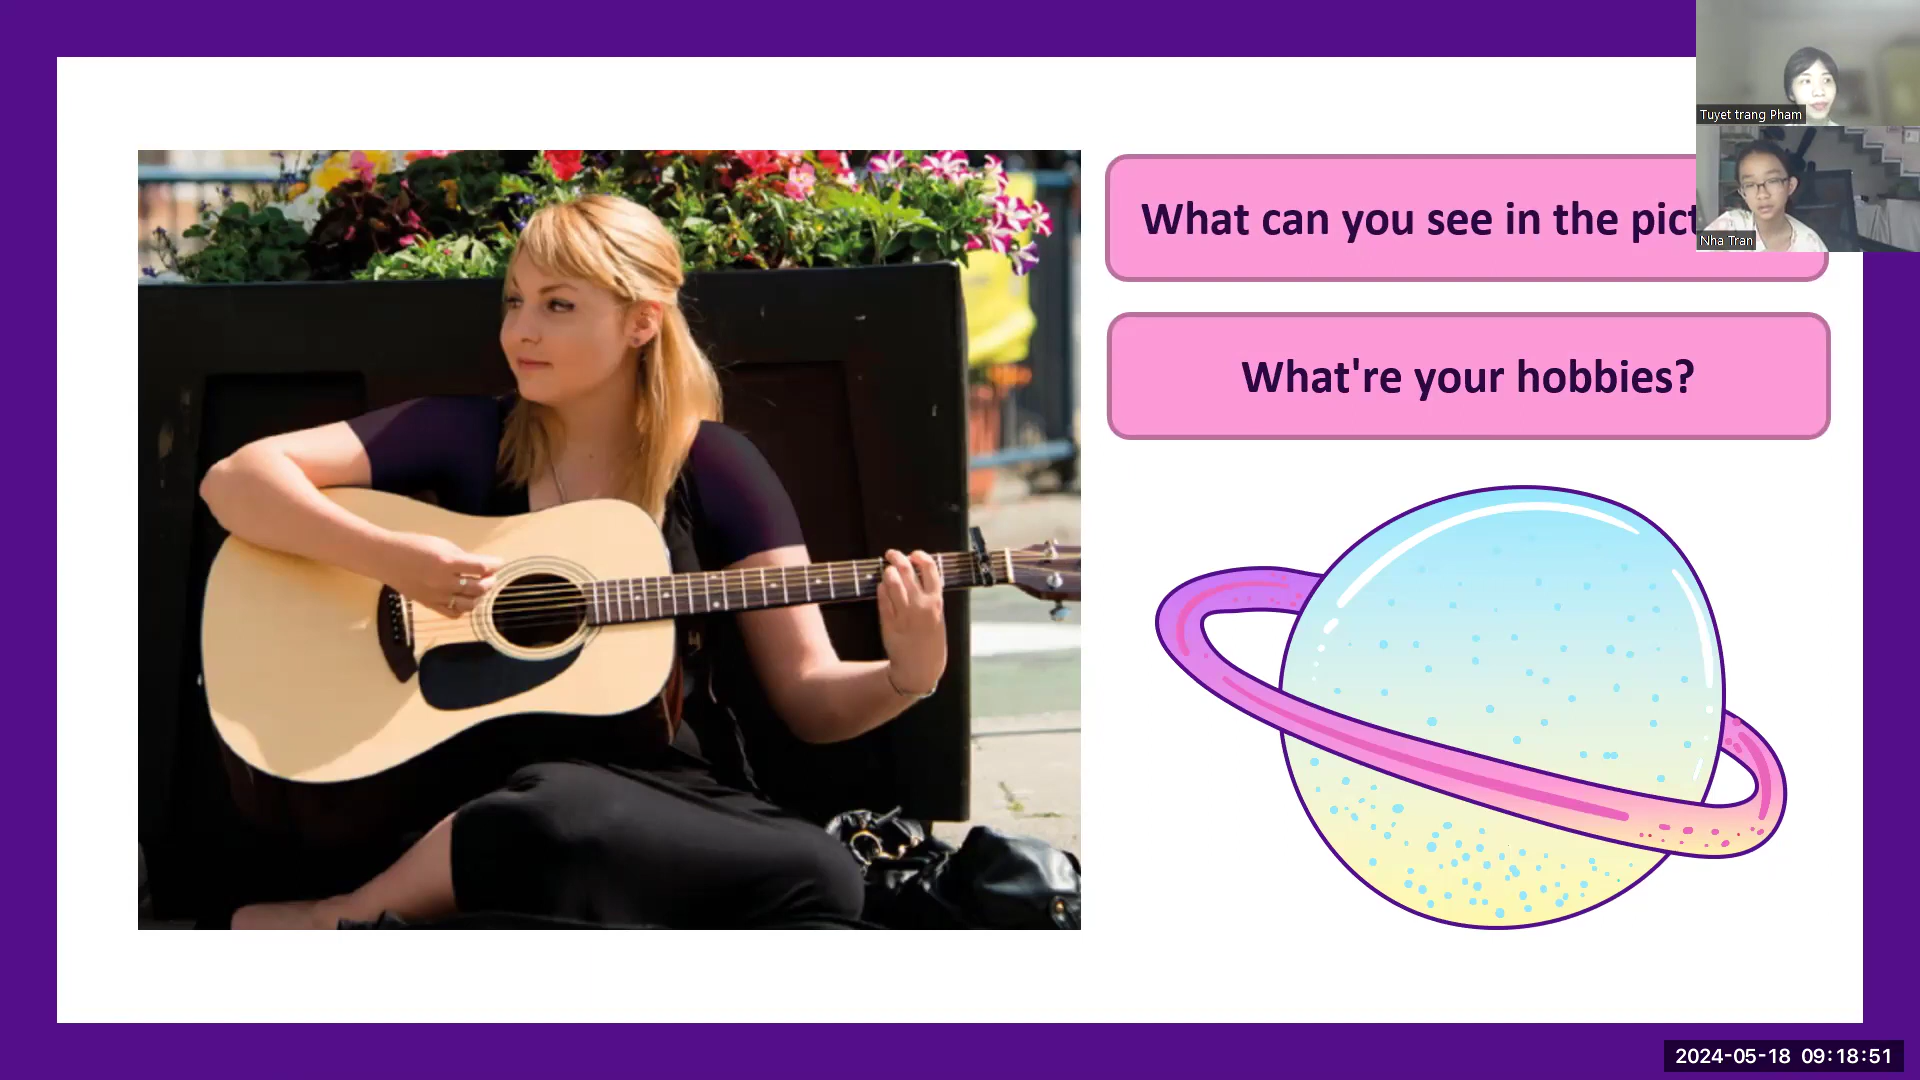 What can you see in the pict
What're your hobbies?
Tuyet trang Pham
Nha Tran
2024-05-18 09:18:51